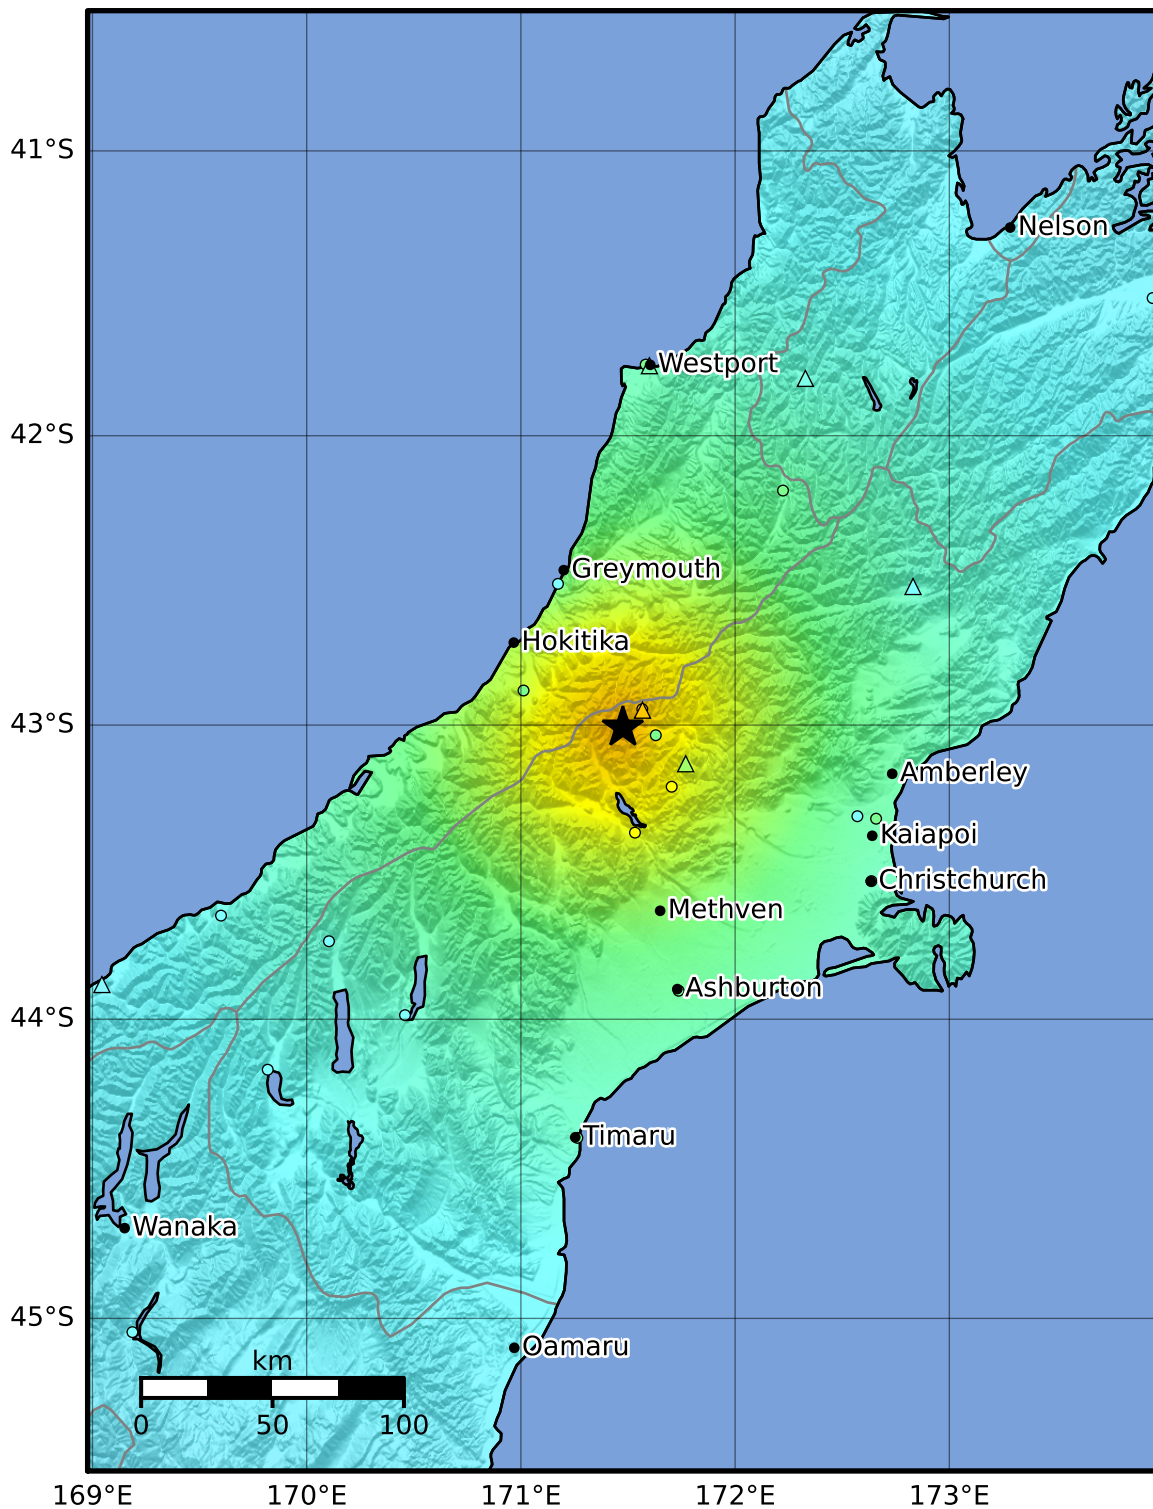 41°S
Nelson
Westport
42°S
Greymouth
Hokitika
43°S
Amberley
Kaiapoi
Christchurch
Methven
Ashburton
44°S
Timaru
Wanaka
45°S
Oamaru
km
0 50 100
169°E 170°E 171°E 172°E 173°E